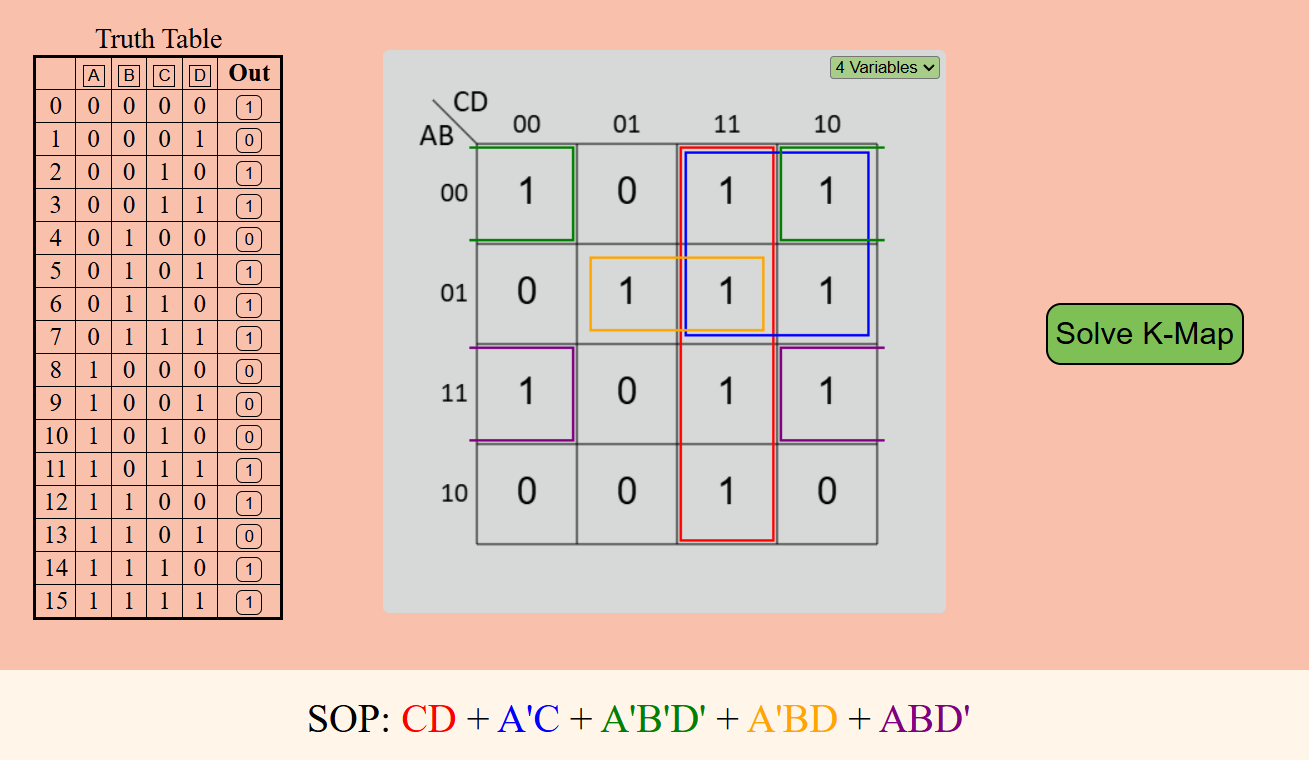 Truth Table
A B C D Out
0 0 0 0 0 1
1 0 0 0 1 0
2 0 0 1 0 1
3 0 0 1 1 1
4 0 1 0 0 0
5 0 1 0 1 1
6 0 1 1 0 1
7 0 1 1 1 1
8 1 0 0 0 0
9 1 0 0 1 0
10 1 0 1 0 0
11 1 0 1 1 1
12 1 1 0 0 1
13 1 1 0 1 0
14 1 1 1 0 1
15 1 1 1 1 1
4 Variables
CD
AB 00 01 11 10
00 1 0 1 1
01 0 1 1 1
11 1 0 1 1
10 0 0 1 0
Solve K-Map
SOP: CD + A'C + A'B'D' + A'BD + ABD'